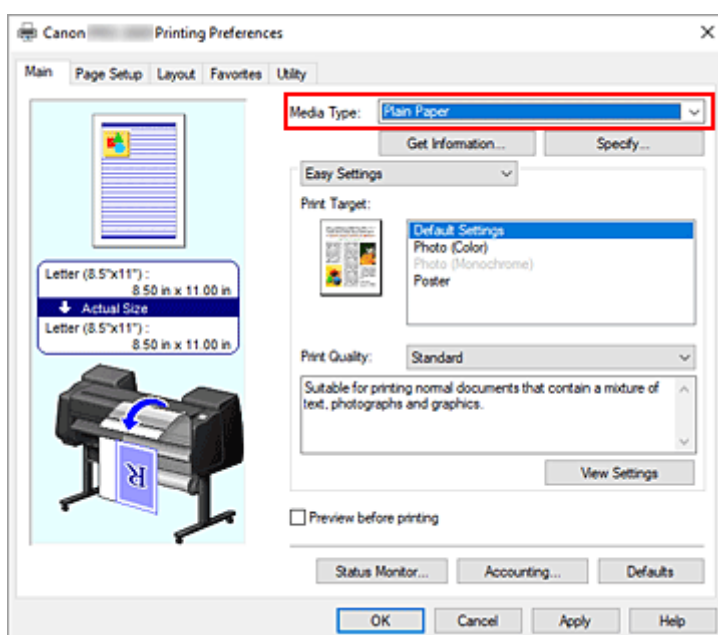 Canon Printing Preferences
Main Page Setup Layout Favorites Utility
Media Type: Plain Paper
Get Information... Specify...
Easy Settings
Print Target:
Default Settings
Photo (Color)
Photo (Monochrome)
Poster
Letter (8.5"x11") :
8.50 in x 11.00 in
Actual Size
Letter (8.5"x11") :
8.50 in x 11.00 in
Print Quality: Standard
Suitable for printing normal documents that contain a mixture of
text, photographs and graphics.
View Settings
Preview before printing
Status Monitor... Accounting... Defaults
OK Cancel Apply Help